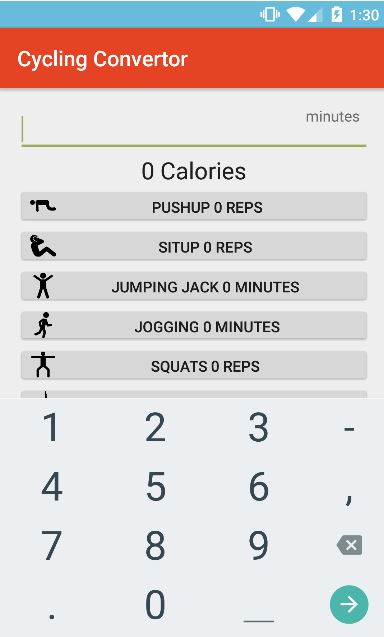 1:30
Cycling Convertor
minutes
0 Calories
PUSHUP 0 REPS
SITUP 0 REPS
JUMPING JACK 0 MINUTES
JOGGING 0 MINUTES
SQUATS 0 REPS
1 2 3 -
4 5 6 ,
7 8 9
. 0 _